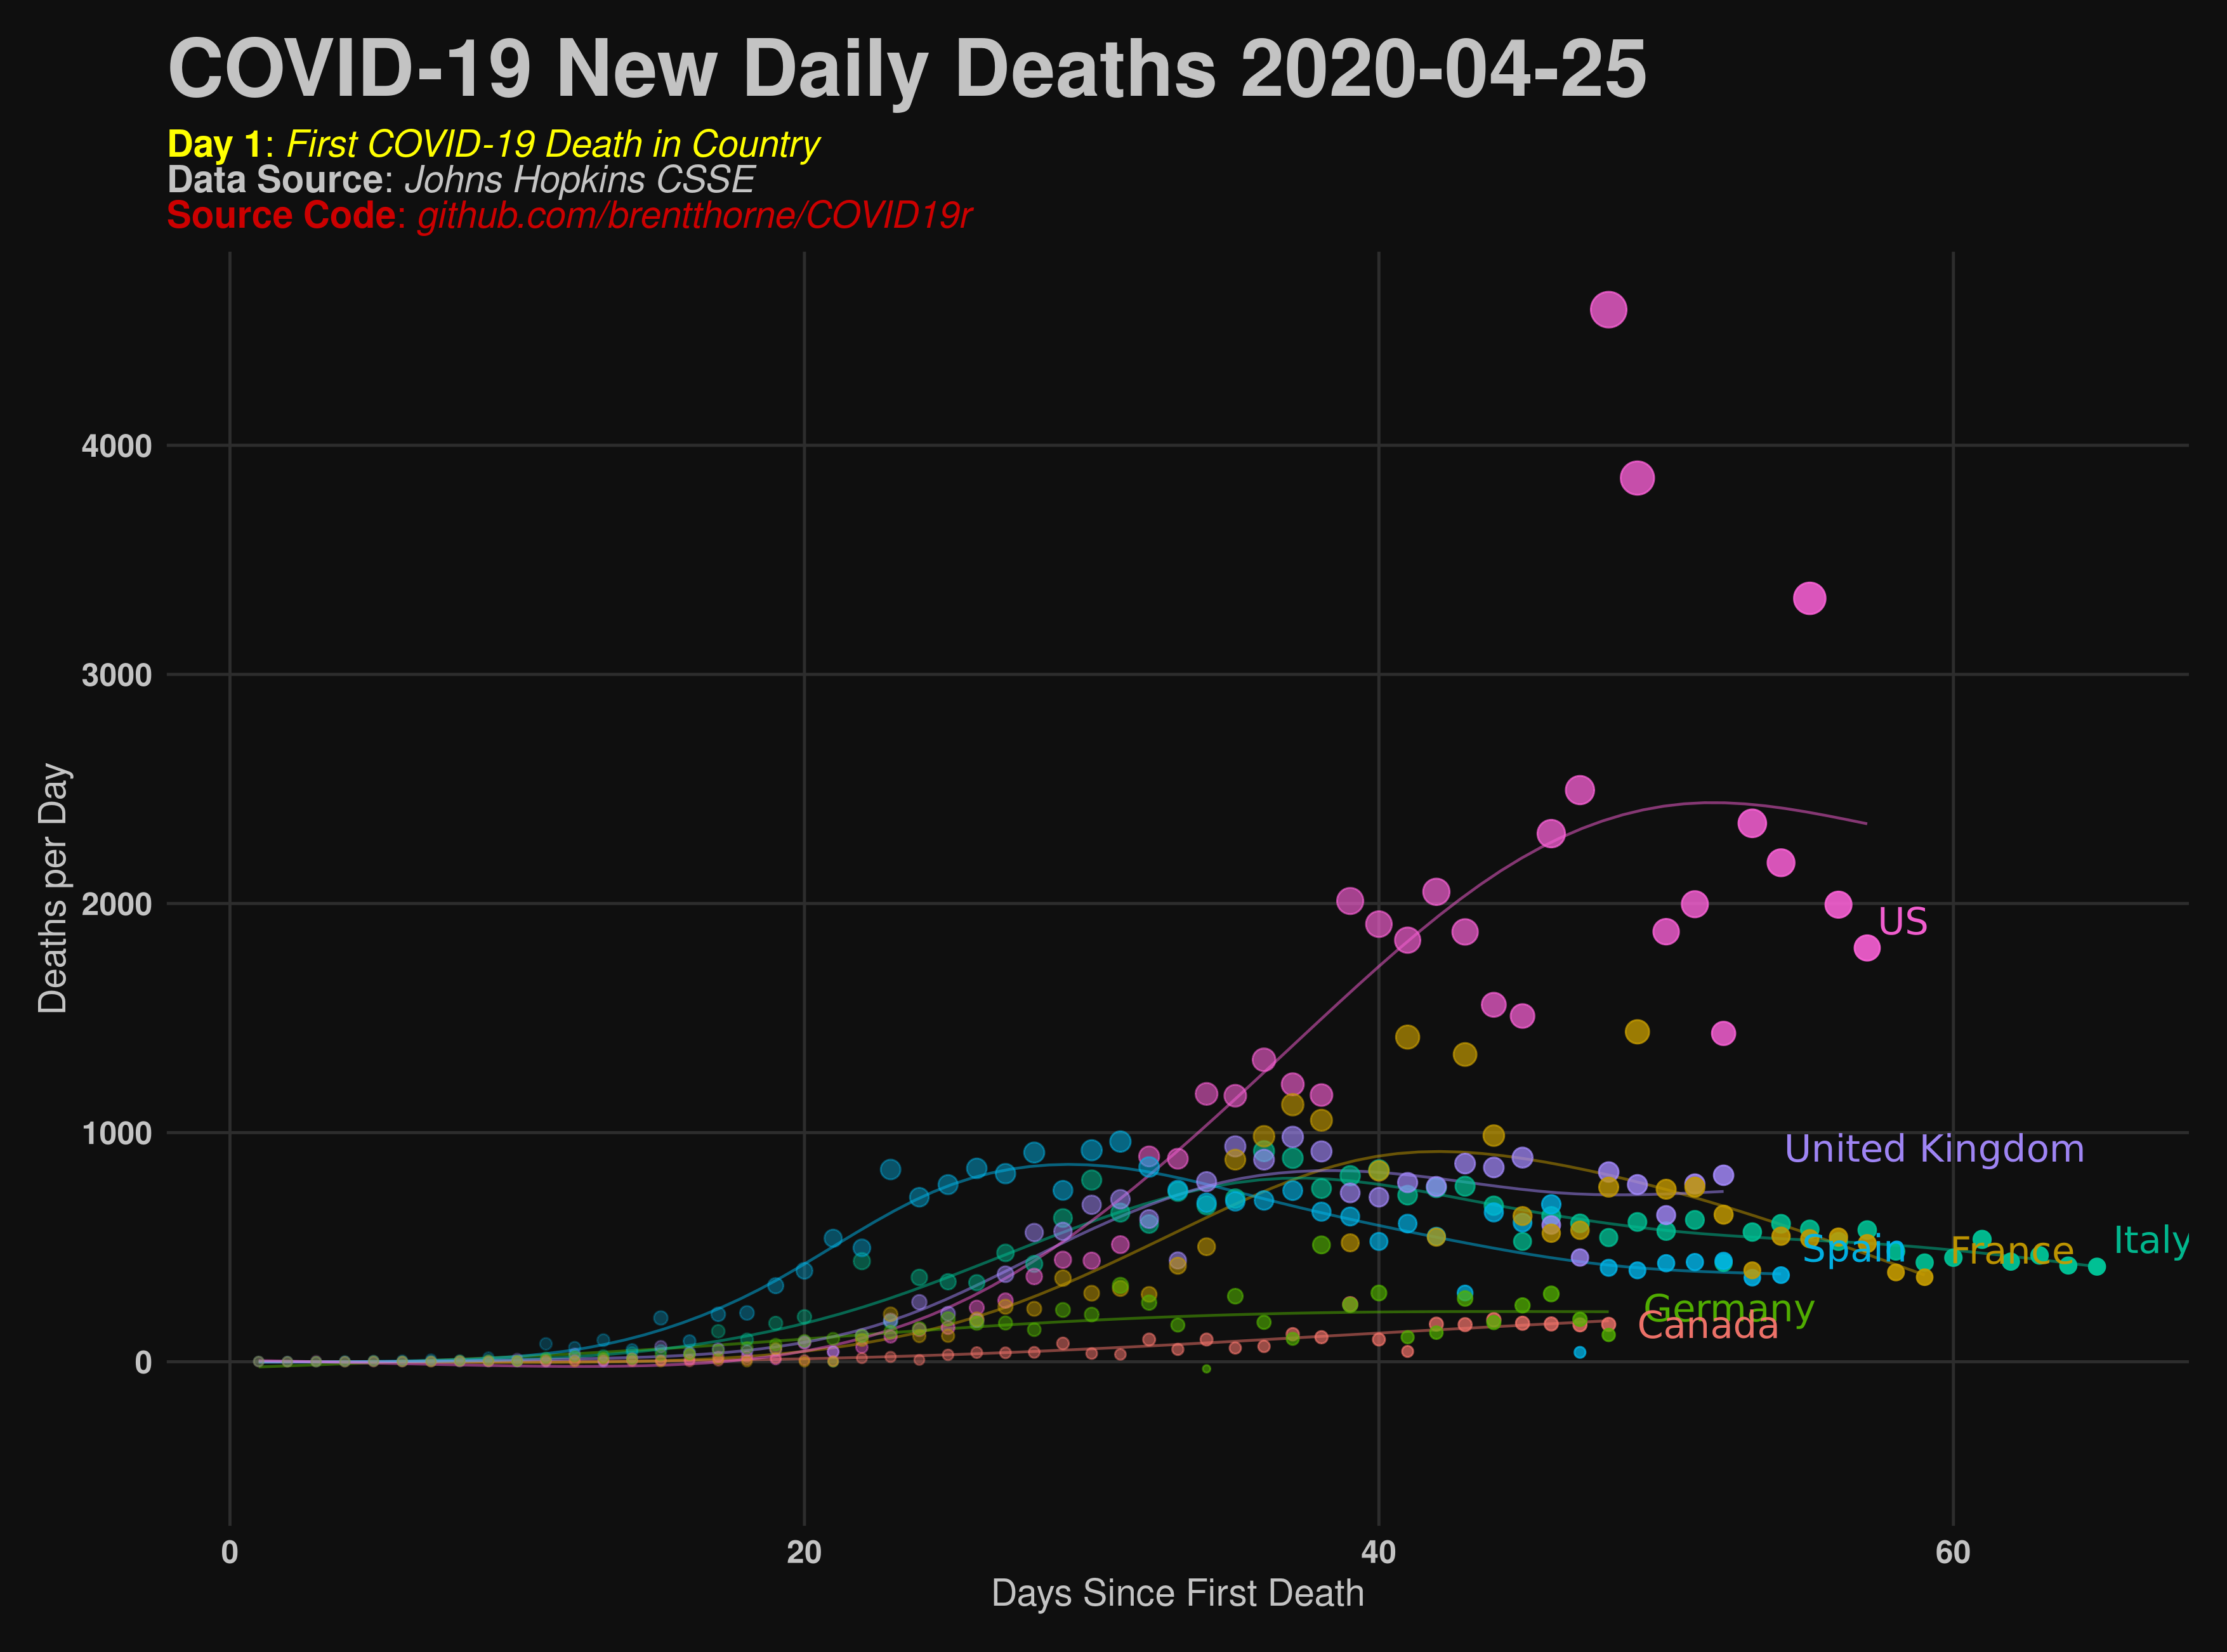 COVID-19 New Daily Deaths 2020-04-25
Day 1: First COVID-19 Death in Country
Data Source: Johns Hopkins CSSE
Source Code: github.com/brentthorne/COVID19r
Deaths per Day
4000
3000
2000
1000
0
US
United Kingdom
Italy
Spain
France
Germany
Canada
0
20
40
60
Days Since First Death